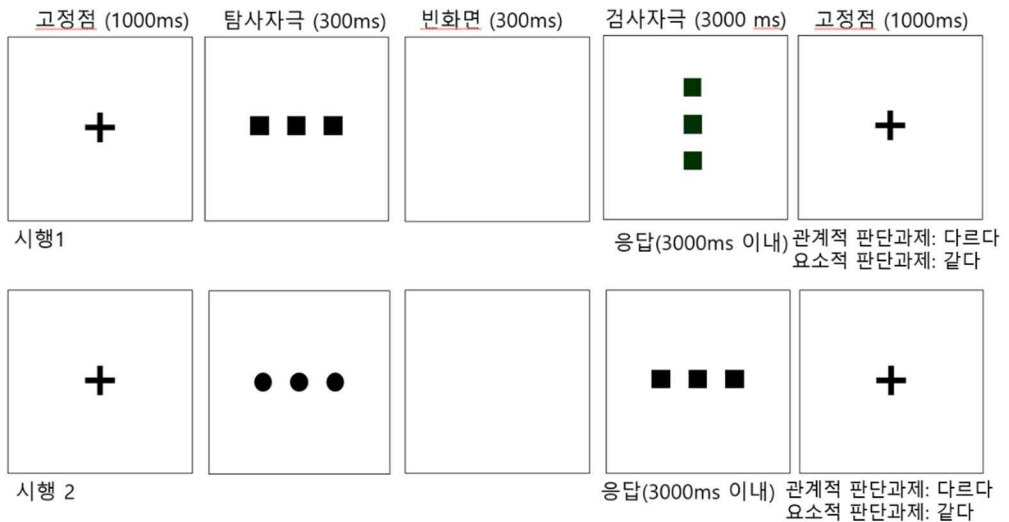 고정점 (1000ms) 탐사자극 (300ms) 빈화면 (300ms) 검사자극 (3000 ms) 고정점 (1000ms)
시행1
응답(3000ms 이내) 관계적 판단과제: 다르다
요소적 판단과제: 같다
시행 2
응답(3000ms 이내) 관계적 판단과제: 다르다
요소적 판단과제: 같다